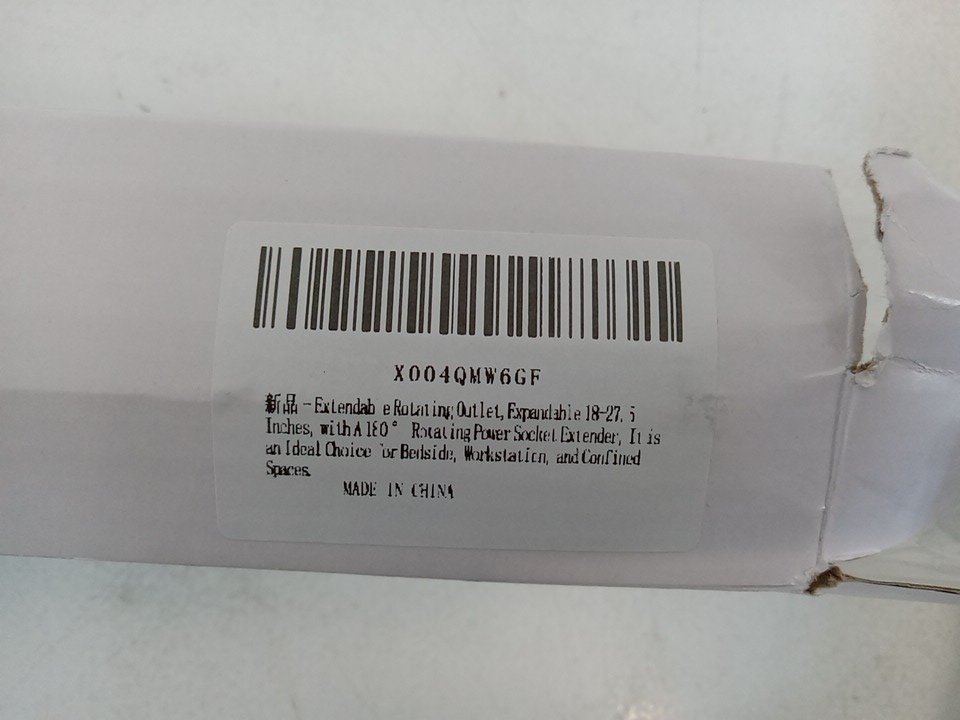 X004QMW6GF
新品 - Extendab e Rotating Outlet, Expandable 18-27. 5
Inches, with A 180° Rotating Power Socket Extender, It is
an Ideal Choice for Bedside, Workstation, and Confined
Spaces.
MADE IN CHINA